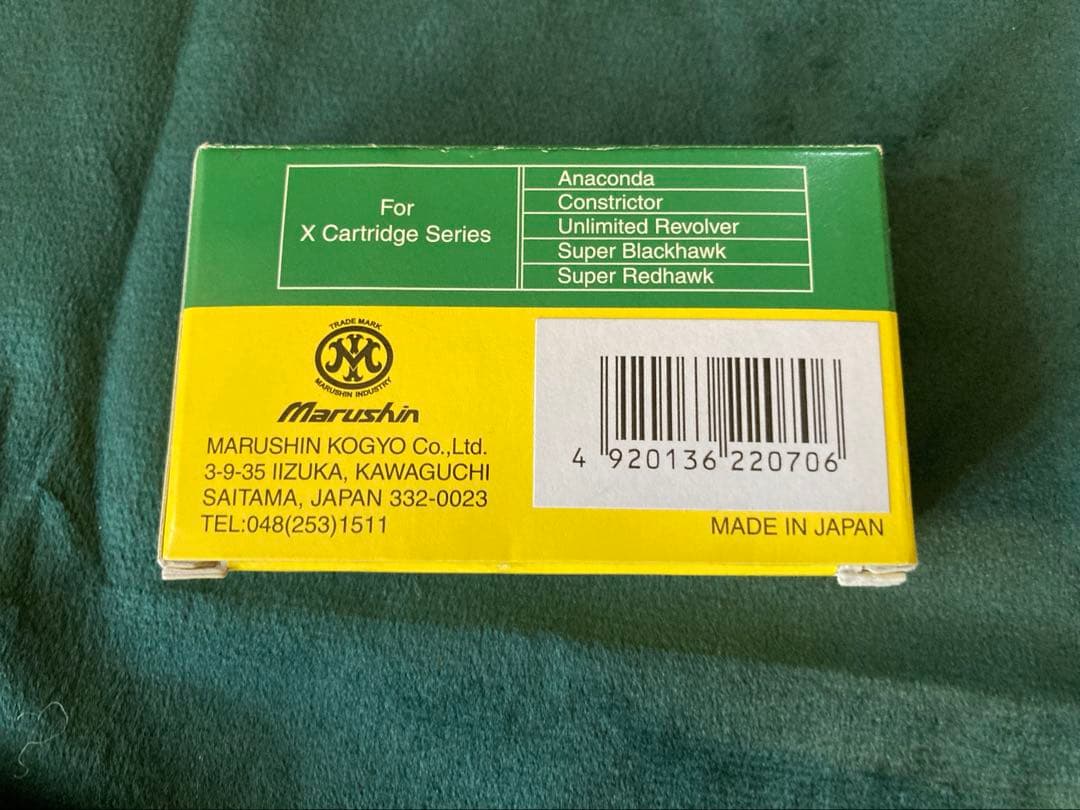 For
X Cartridge Series
Anaconda
Constrictor
Unlimited Revolver
Super Blackhawk
Super Redhawk
TRADE MARK
M
MARUSHIN INDUSTRY
Marushin
MARUSHIN KOGYO Co.,Ltd.
3-9-35 IIZUKA, KAWAGUCHI
SAITAMA, JAPAN 332-0023
TEL:048(253)1511
4 920136 220706
MADE IN JAPAN